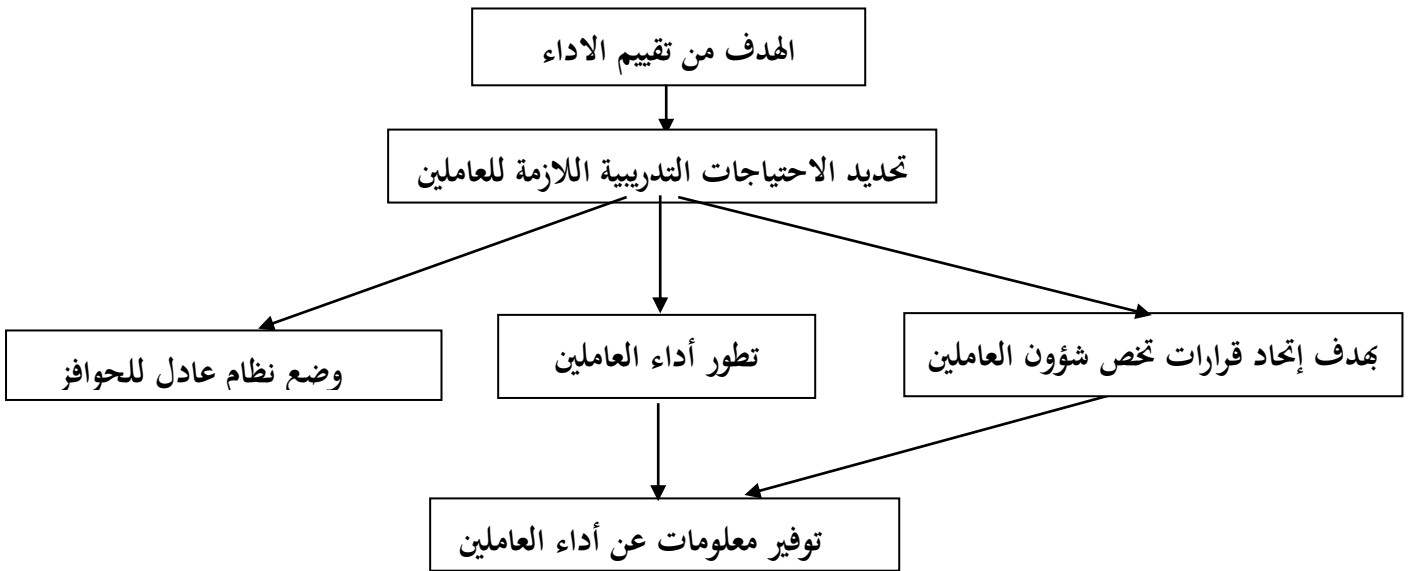 الهدف من تقييم الاداء
تحديد الاحتياجات التدريبية اللازمة للعاملين
بهدف إتحاد قرارات تخص شؤون العاملين
تطور أداء العاملين
وضع نظام عادل للحوافز
توفير معلومات عن أداء العاملين